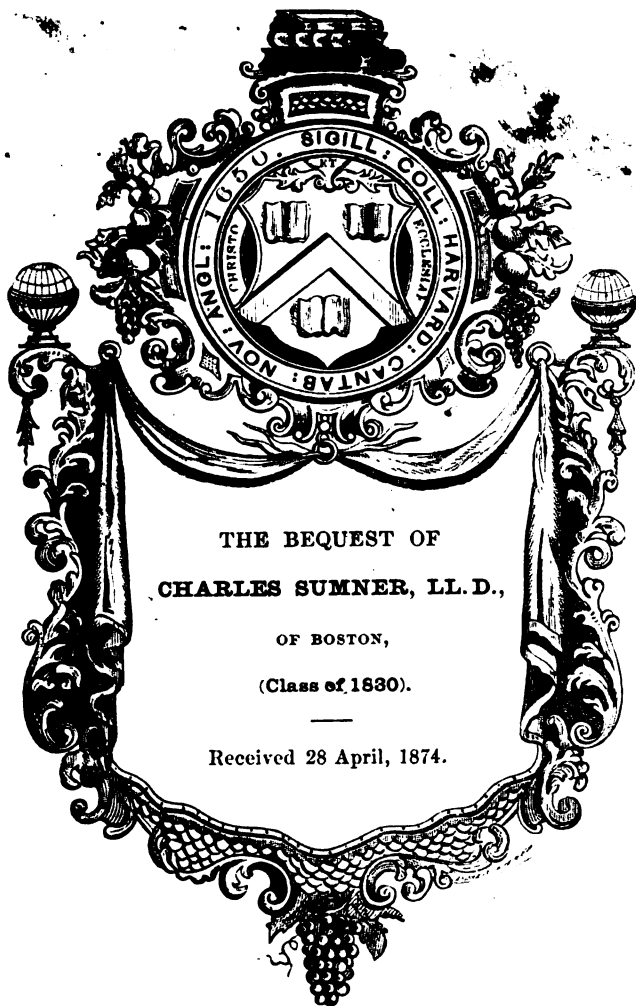 SIGILL: COLL: HARVARD: CANTAB: NOV: ANGL: 1650.
CHRISTO
ET
ECCLESIAE
THE BEQUEST OF
CHARLES SUMNER, LL.D.,
OF BOSTON,
(Class of 1830).
Received 28 April, 1874.